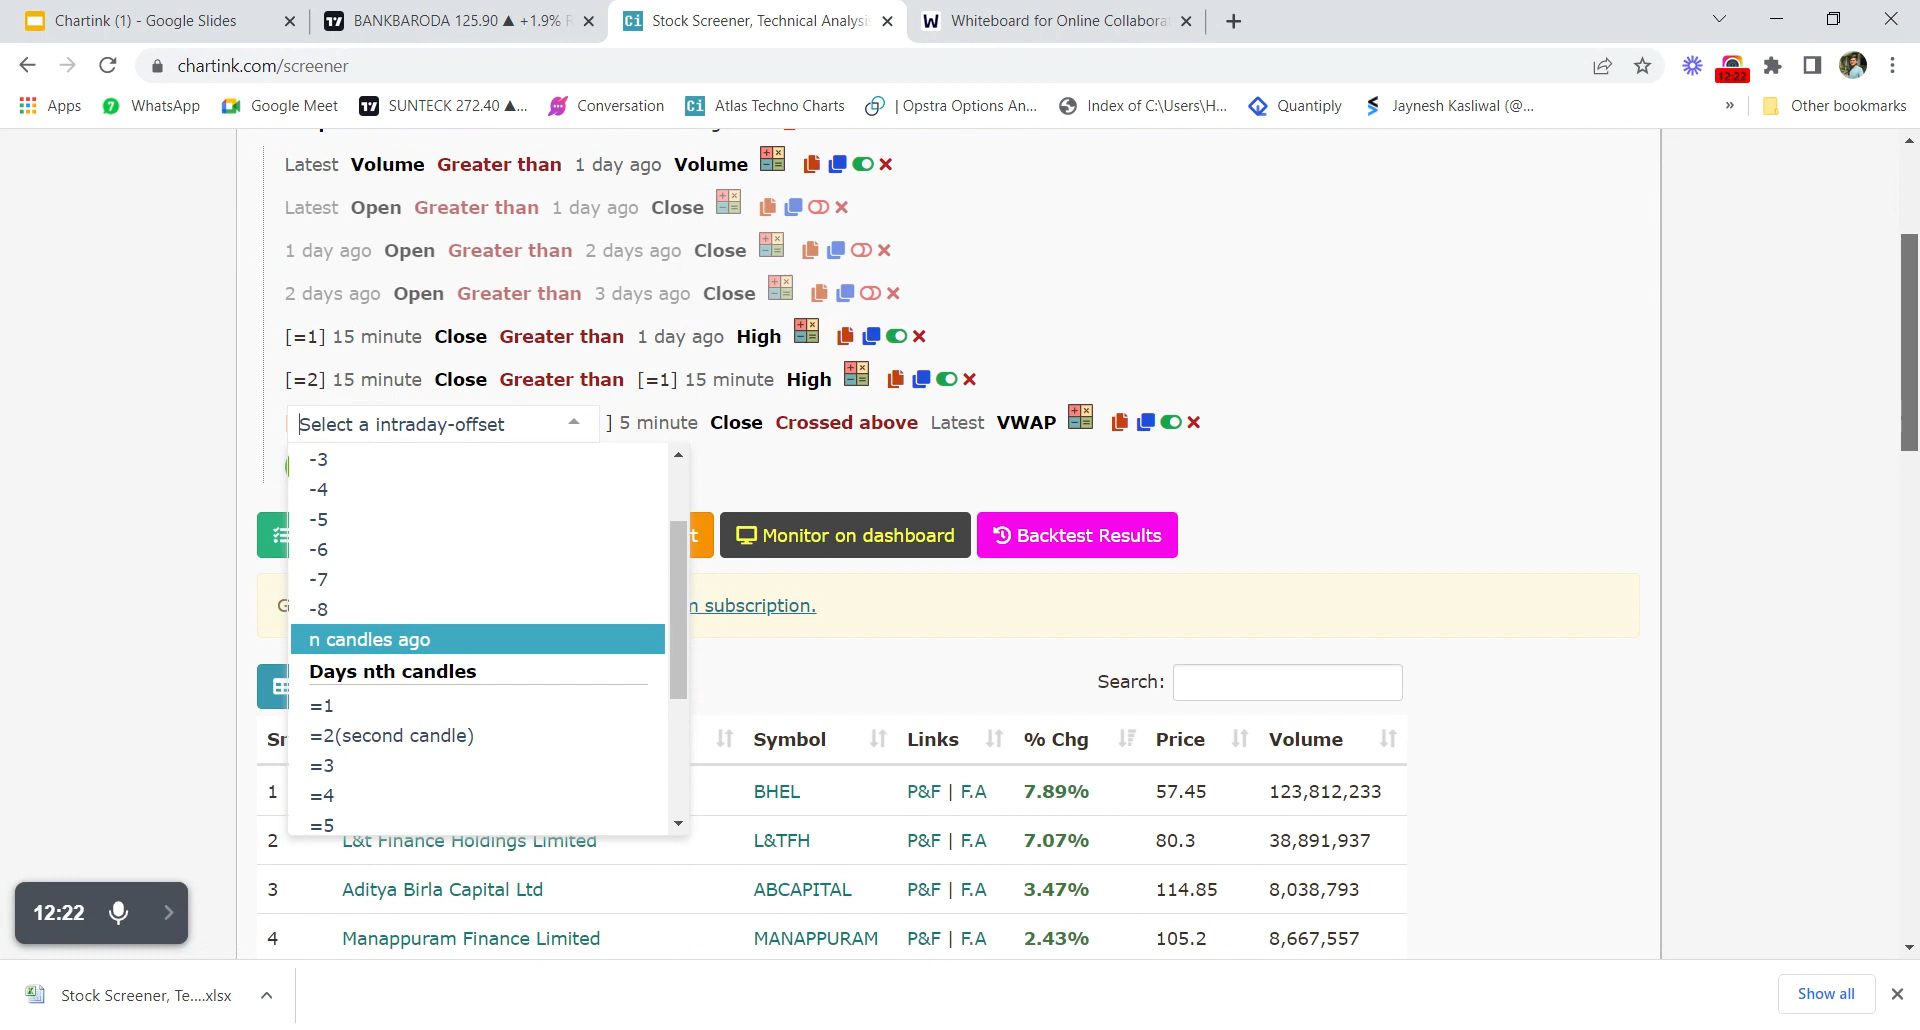 Chartink (1) - Google Slides
BANKBARODA 125.90 ▲ +1.9%
Stock Screener, Technical Analysis
Whiteboard for Online Collabora
chartink.com/screener
12:22
Apps
WhatsApp
Google Meet
SUNTECK 272.40 ▲...
Conversation
Atlas Techno Charts
| Opstra Options An...
Index of C:\Users\H...
Quantiply
Jaynesh Kasliwal (@...
»
Other bookmarks
Latest Volume Greater than 1 day ago Volume
Latest Open Greater than 1 day ago Close
1 day ago Open Greater than 2 days ago Close
2 days ago Open Greater than 3 days ago Close
[=1] 15 minute Close Greater than 1 day ago High
[=2] 15 minute Close Greater than [=1] 15 minute High
Select a intraday-offset ] 5 minute Close Crossed above Latest VWAP
-3
-4
-5
-6
-7
-8
n candles ago
Days nth candles
=1
=2(second candle)
=3
=4
=5
t
Monitor on dashboard
Backtest Results
G
n subscription.
Search:
Sr Symbol Links % Chg Price Volume
1 BHEL P&F | F.A 7.89% 57.45 123,812,233
2 L&t Finance Holdings Limited L&TFH P&F | F.A 7.07% 80.3 38,891,937
3 Aditya Birla Capital Ltd ABCAPITAL P&F | F.A 3.47% 114.85 8,038,793
4 Manappuram Finance Limited MANAPPURAM P&F | F.A 2.43% 105.2 8,667,557
12:22
Stock Screener, Te....xlsx
Show all